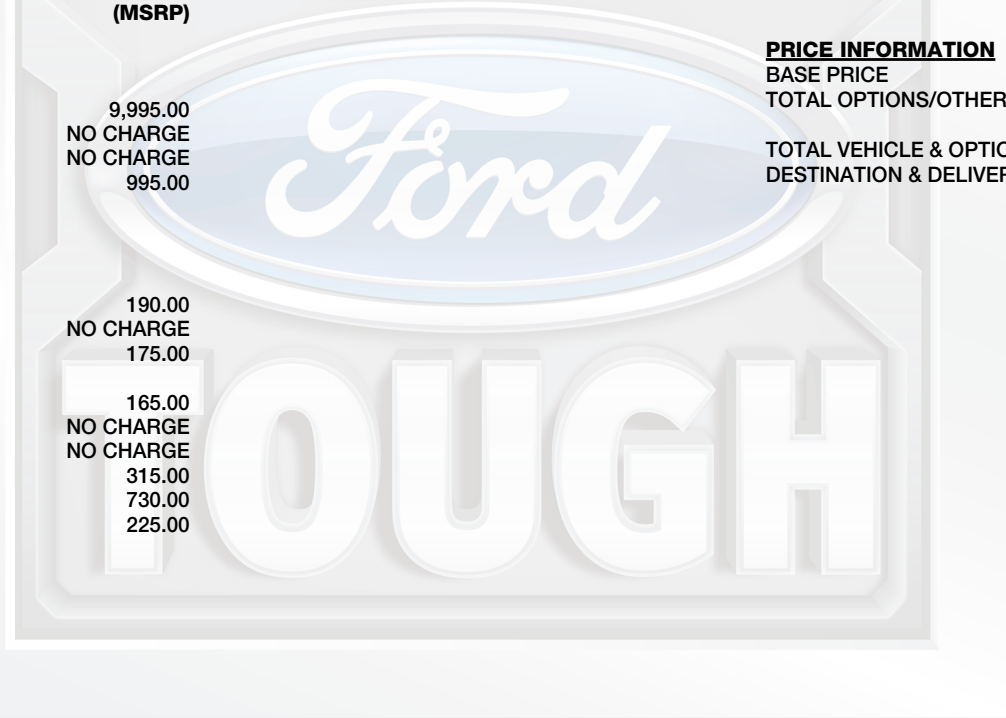 (MSRP)
9,995.00
NO CHARGE
NO CHARGE
995.00
190.00
NO CHARGE
175.00
165.00
NO CHARGE
NO CHARGE
315.00
730.00
225.00
PRICE INFORMATION
BASE PRICE
TOTAL OPTIONS/OTHER
TOTAL VEHICLE &
DESTINATION &
Ford
TOUGH